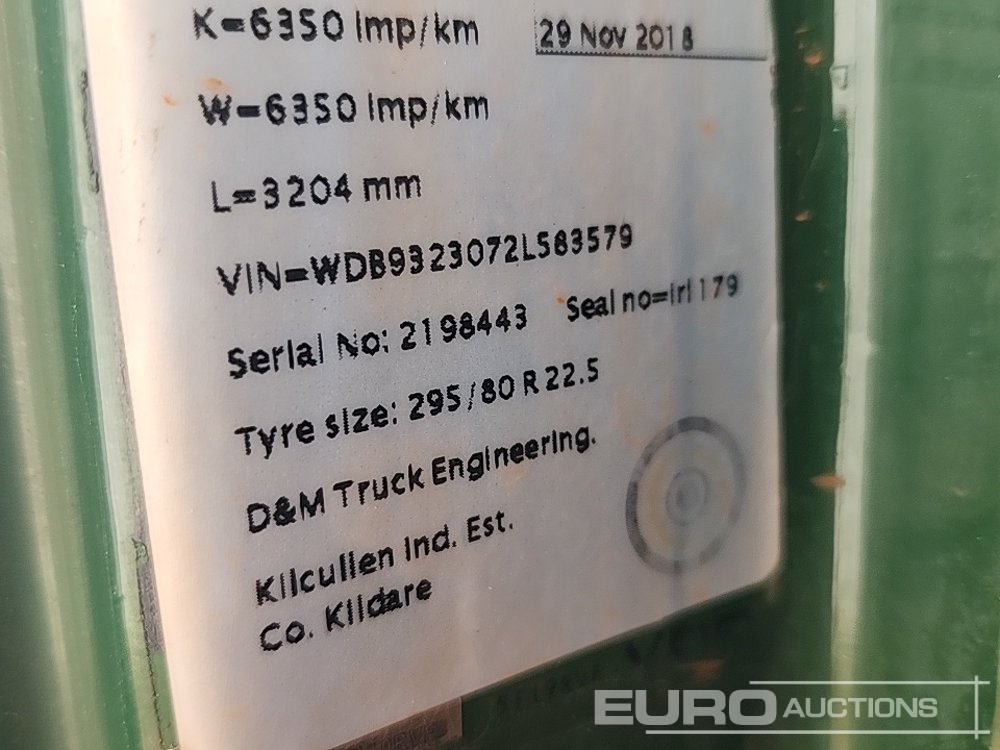 K=6350 Imp/km
29 Nov 2018
W=6350 Imp/km
L=3204 mm
VIN=WDB9323072L583579
Serial No: 2198443 Seal no=irl 179
Tyre size: 295/80 R 22.5
D&M Truck Engineering.
Kilcullen Ind. Est.
Co. Kildare
EURO AUCTIONS